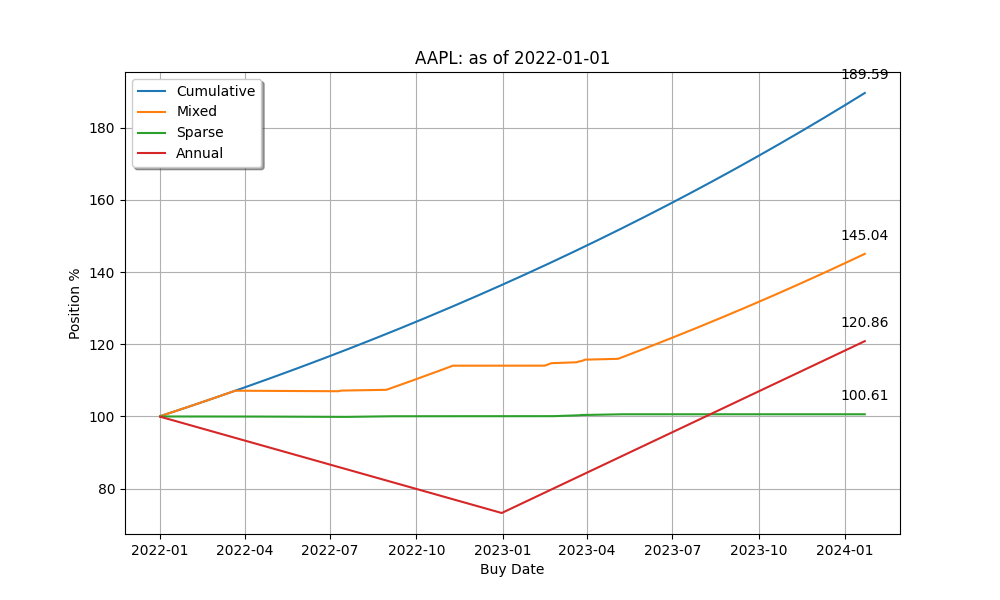 AAPL: as of 2022-01-01
189.59
Cumulative
Mixed
Sparse
Annual
180
160
145.04
140
Position %
120.86
120
100.61
100
80
2022-01 2022-04 2022-07 2022-10 2023-01 2023-04 2023-07 2023-10 2024-01
Buy Date